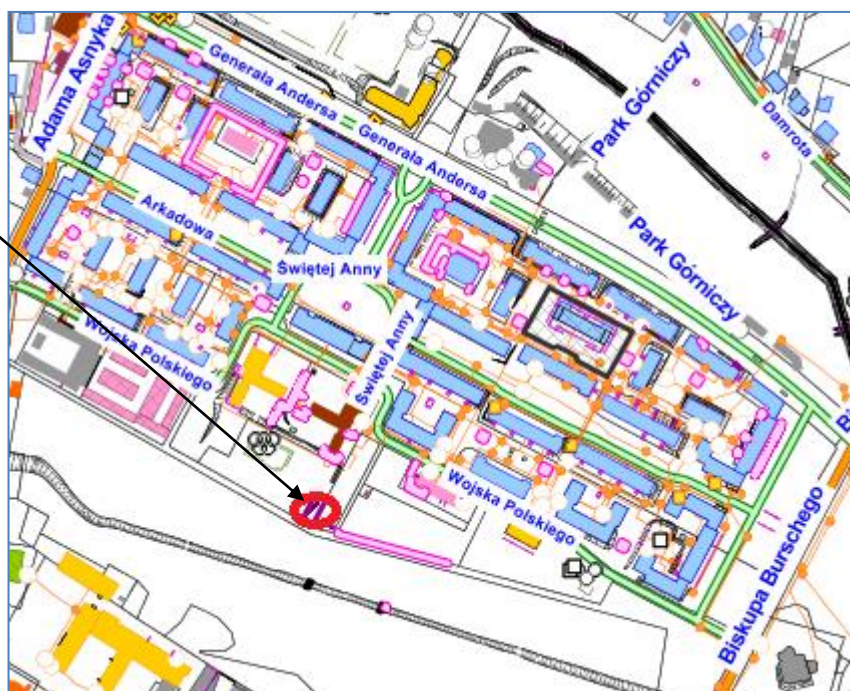 Adama Asnyka
Generała Andersa
Generała Andersa
Park Górniczy
Damrota
Arkadowa
Świętej Anny
Park Górniczy
Wojska Polskiego
Świętej Anny
Wojska Polskiego
Biskupa Burschego